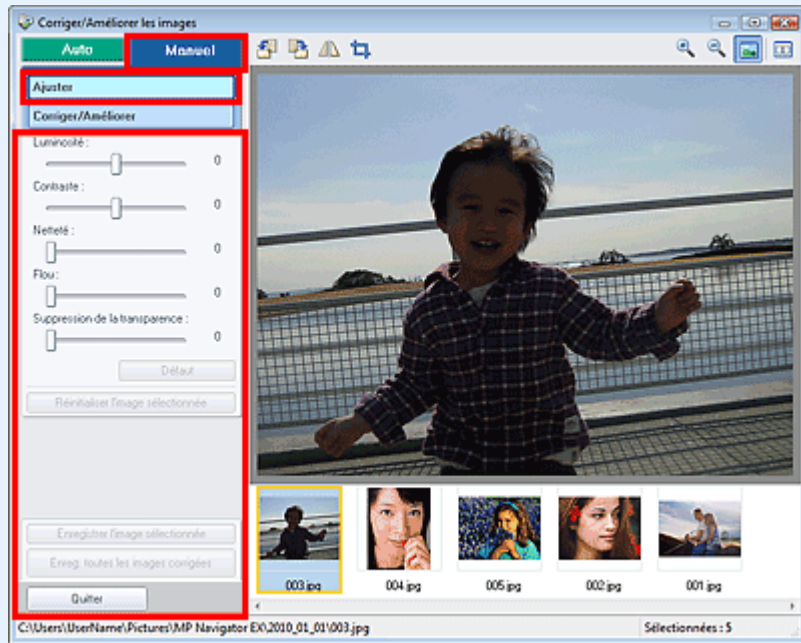 Corriger/Améliorer les images
Auto
Manuel
Ajuster
Corriger/Améliorer
Luminosité :
0
Contraste :
0
Netteté :
0
Flou :
0
Suppression de la transparence :
0
Défaut
Réinitialiser l'image sélectionnée
Enregistrer l'image sélectionnée
Enreg. toutes les images corrigées
Quitter
003.jpg
004.jpg
005.jpg
002.jpg
001.jpg
C:\Users\UserName\Pictures\MP Navigator EX\2010_01_01\003.jpg
Sélectionnées : 5